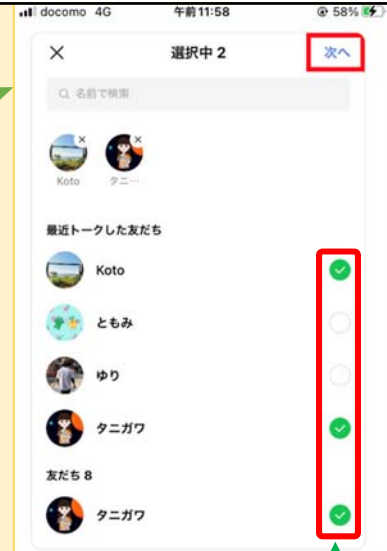 docomo 4G 午前11:58 58%
選択中 2 次へ
名前で検索
Koto タニ…
最近トークした友だち
Koto
ともみ
ゆり
タニガワ
友だち 8
タニガワ